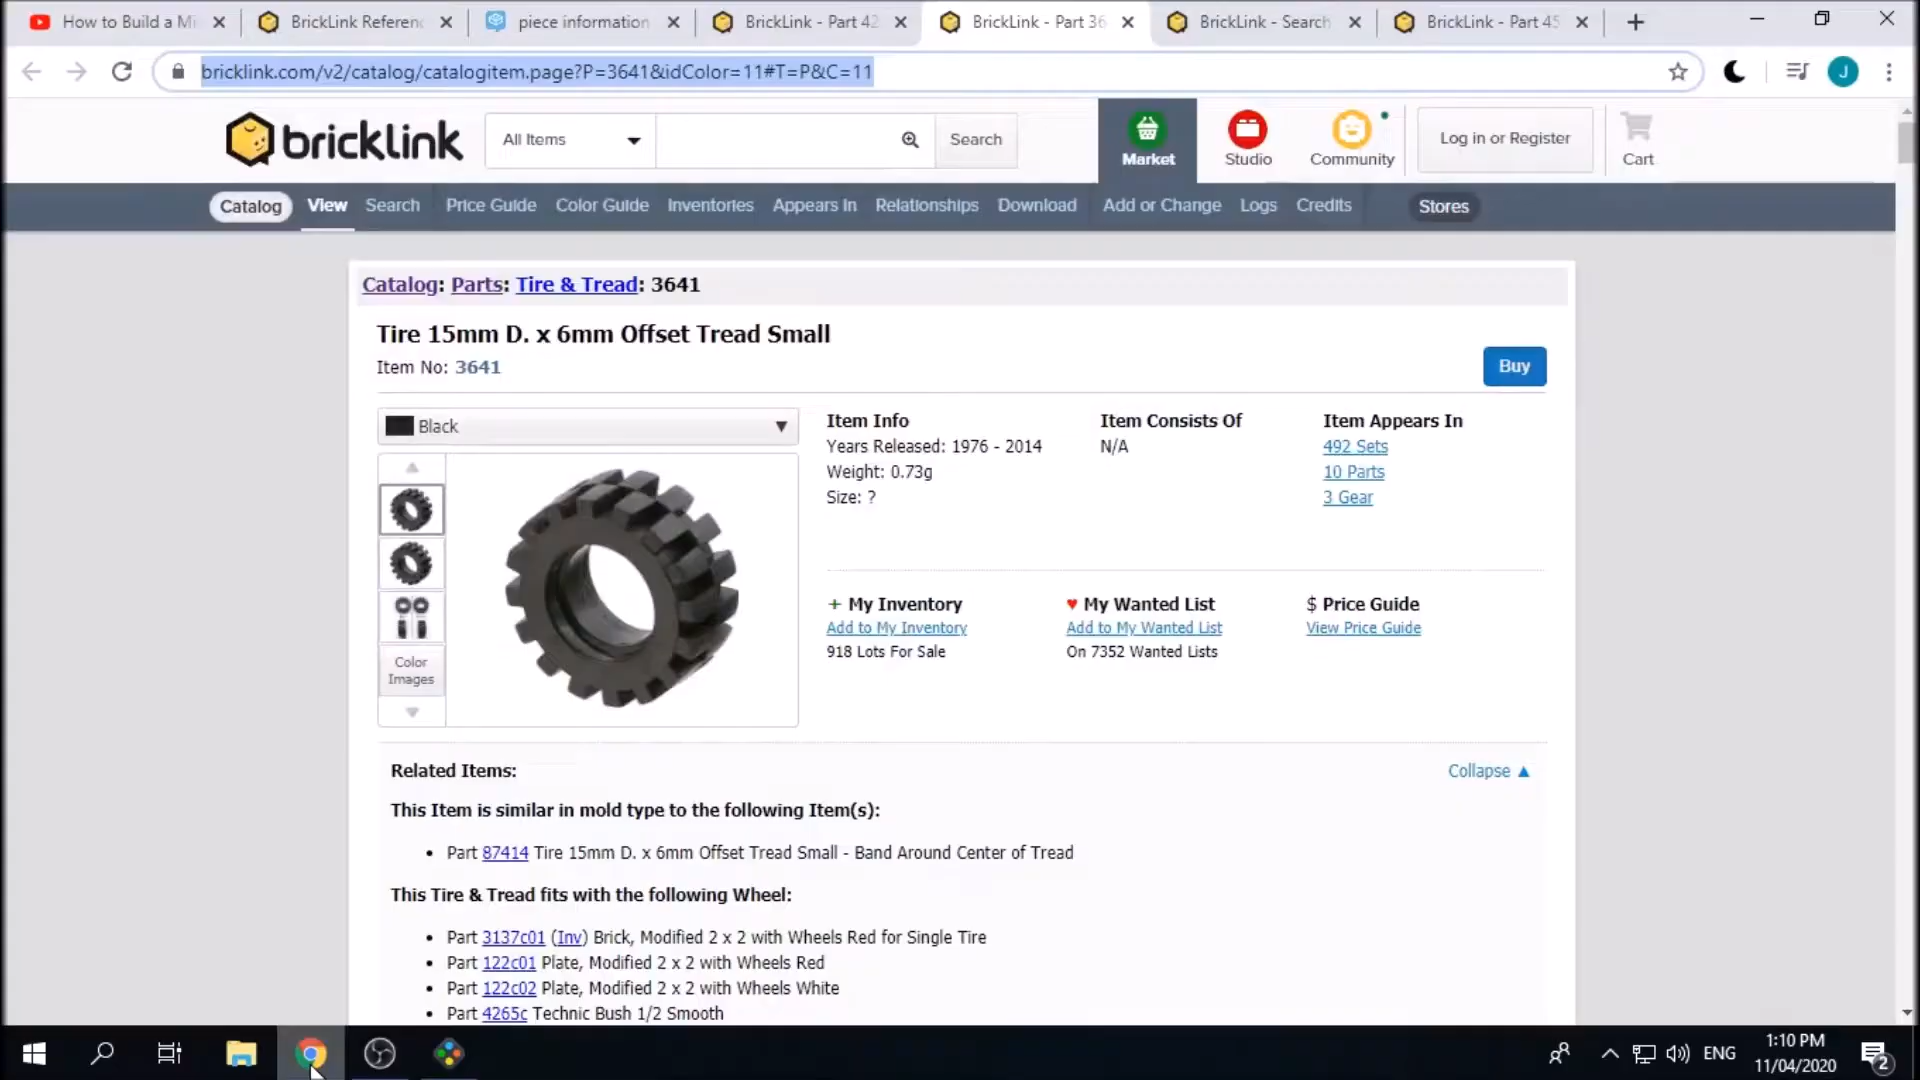 How to Build a Mi
BrickLink Referenc
piece information
BrickLink - Part 42
BrickLink - Part 36
BrickLink - Search
BrickLink - Part 45
bricklink.com/v2/catalog/catalogitem.page?P=3641&idColor=11#T=P&C=11
J
bricklink
All Items
Search
Market
Studio
Community
Log in or Register
Cart
Catalog View Search Price Guide Color Guide Inventories Appears In Relationships Download Add or Change Logs Credits Stores
Catalog: Parts: Tire & Tread: 3641
Tire 15mm D. x 6mm Offset Tread Small
Item No: 3641
Buy
Black
Color
Images
Item Info
Years Released: 1976 - 2014
Weight: 0.73g
Size: ?
Item Consists Of
N/A
Item Appears In
492 Sets
10 Parts
3 Gear
+ My Inventory
Add to My Inventory
918 Lots For Sale
♥ My Wanted List
Add to My Wanted List
On 7352 Wanted Lists
$ Price Guide
View Price Guide
Related Items:
Collapse ▲
This Item is similar in mold type to the following Item(s):
• Part 87414 Tire 15mm D. x 6mm Offset Tread Small - Band Around Center of Tread
This Tire & Tread fits with the following Wheel:
• Part 3137c01 (Inv) Brick, Modified 2 x 2 with Wheels Red for Single Tire
• Part 122c01 Plate, Modified 2 x 2 with Wheels Red
• Part 122c02 Plate, Modified 2 x 2 with Wheels White
• Part 4265c Technic Bush 1/2 Smooth
ENG
1:10 PM
11/04/2020
2